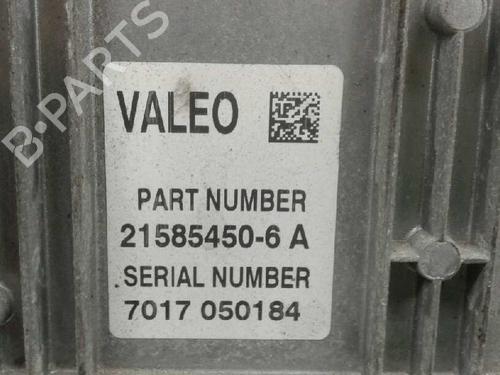 B-PARTS
VALEO
PART NUMBER
21585450-6 A
SERIAL NUMBER
7017 050184